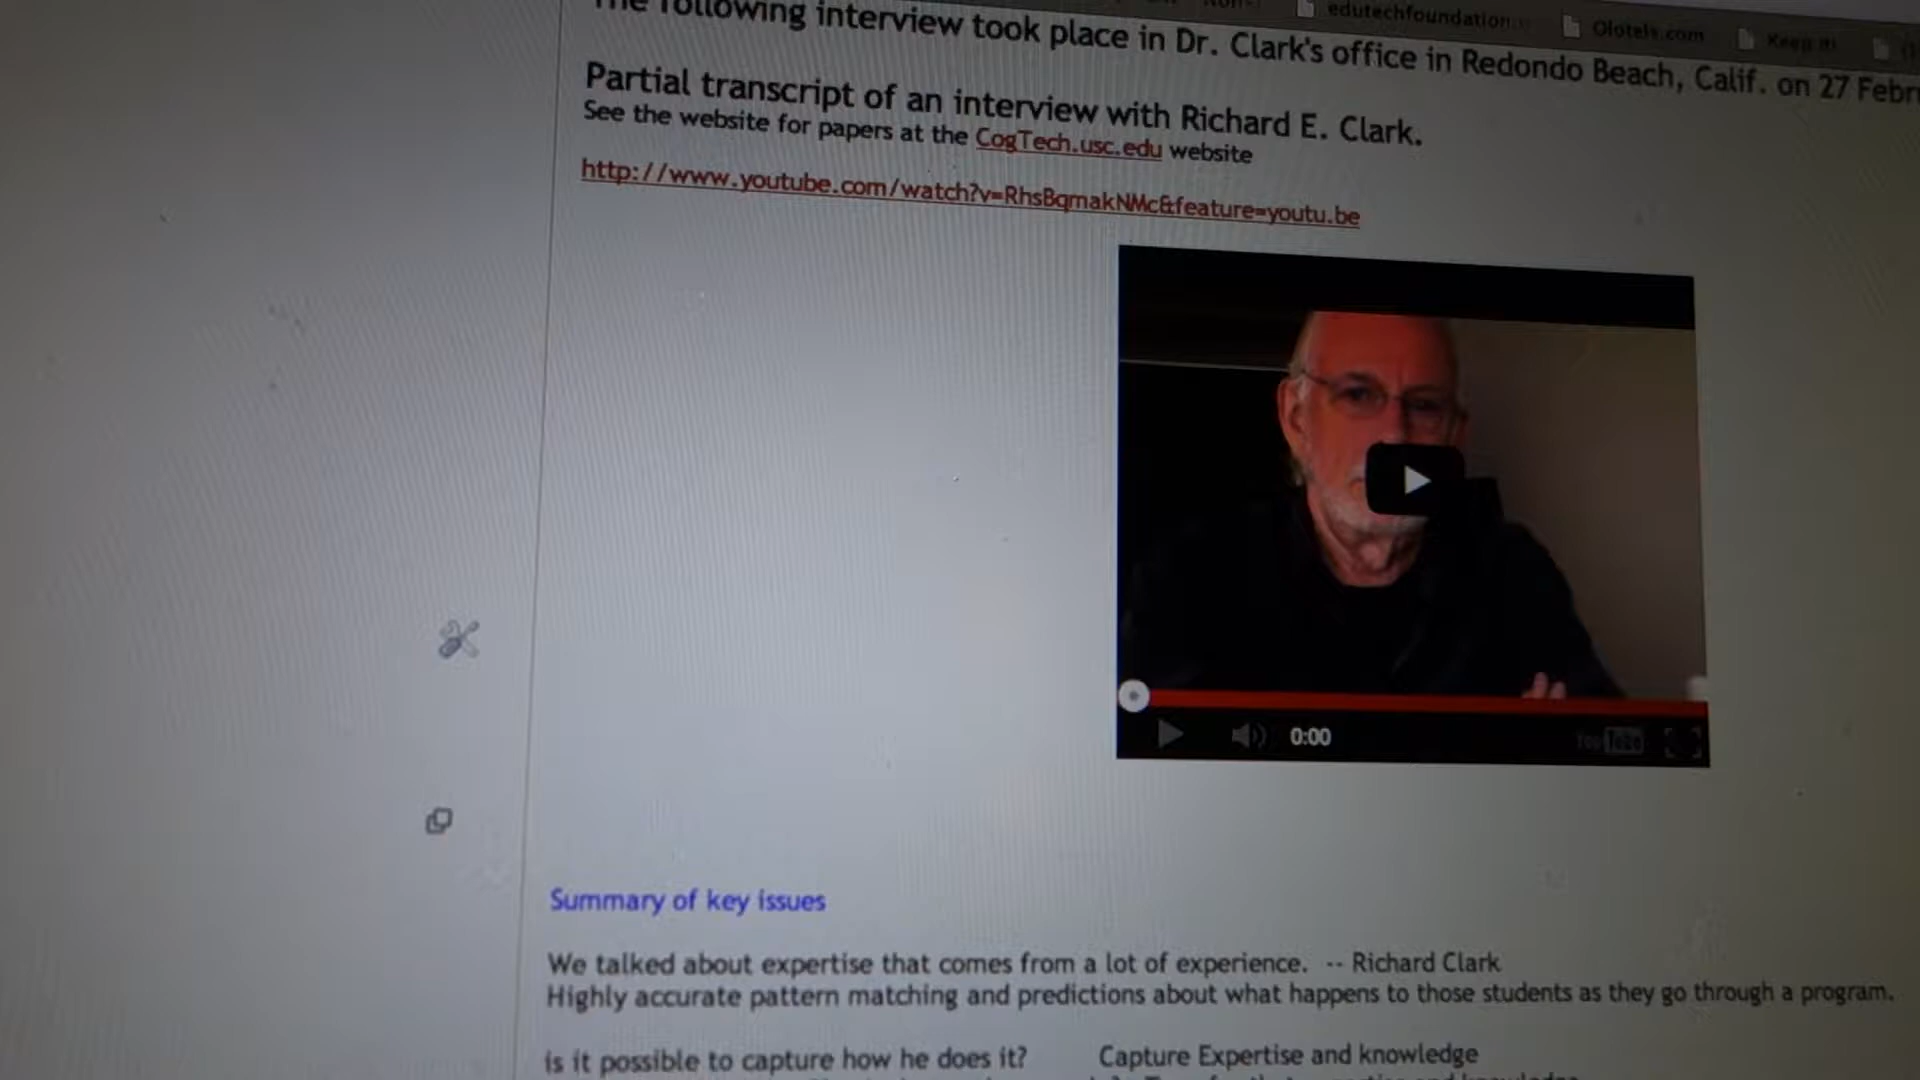 edutechfoundation
Olotels.com
Keep it!
The following interview took place in Dr. Clark's office in Redondo Beach, Calif. on 27 Febr
Partial transcript of an interview with Richard E. Clark.
See the website for papers at the CogTech.usc.edu website
http://www.youtube.com/watch?v=RhsBqmakNMc&feature=youtu.be
0:00
YouTube
Summary of key issues
We talked about expertise that comes from a lot of experience. -- Richard Clark
Highly accurate pattern matching and predictions about what happens to those students as they go through a program.
is it possible to capture how he does it? Capture Expertise and knowledge